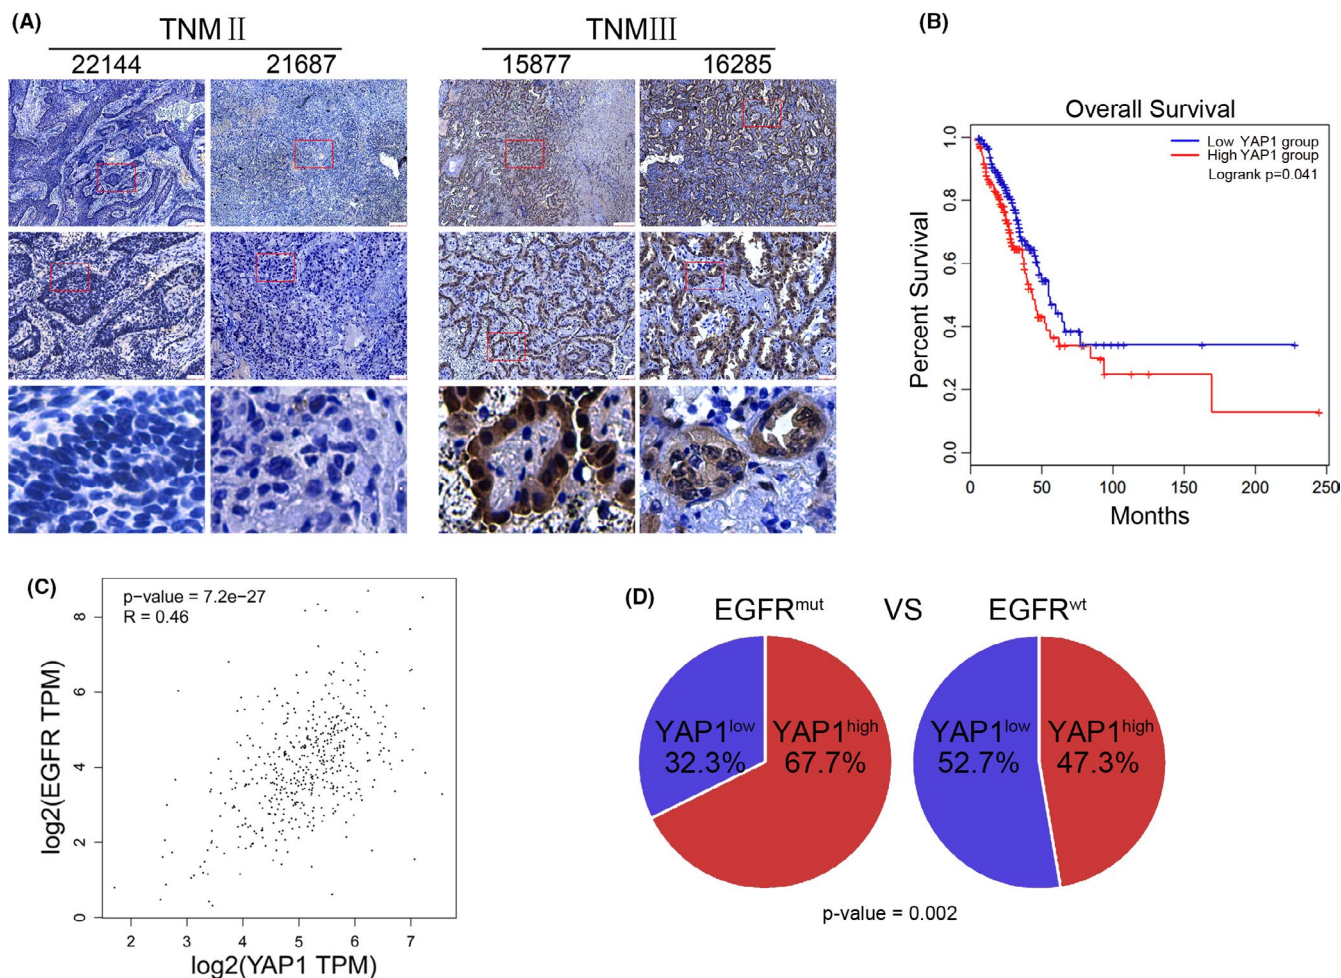 (A)
TNM II
TNMIII
22144
21687
15877
16285
(B)
Overall Survival
Low YAP1 group
High YAP1 group
Logrank p=0.041
Percent Survival
1.0
0.8
0.6
0.4
0.2
0.0
0
50
100
150
200
250
Months
(C)
p−value = 7.2e−27
R = 0.46
log2(EGFR TPM)
8
6
4
2
0
2
3
4
5
6
7
log2(YAP1 TPM)
(D)
EGFRmut VS EGFRwt
YAP1low
32.3%
YAP1high
67.7%
YAP1low
52.7%
YAP1high
47.3%
p-value = 0.002